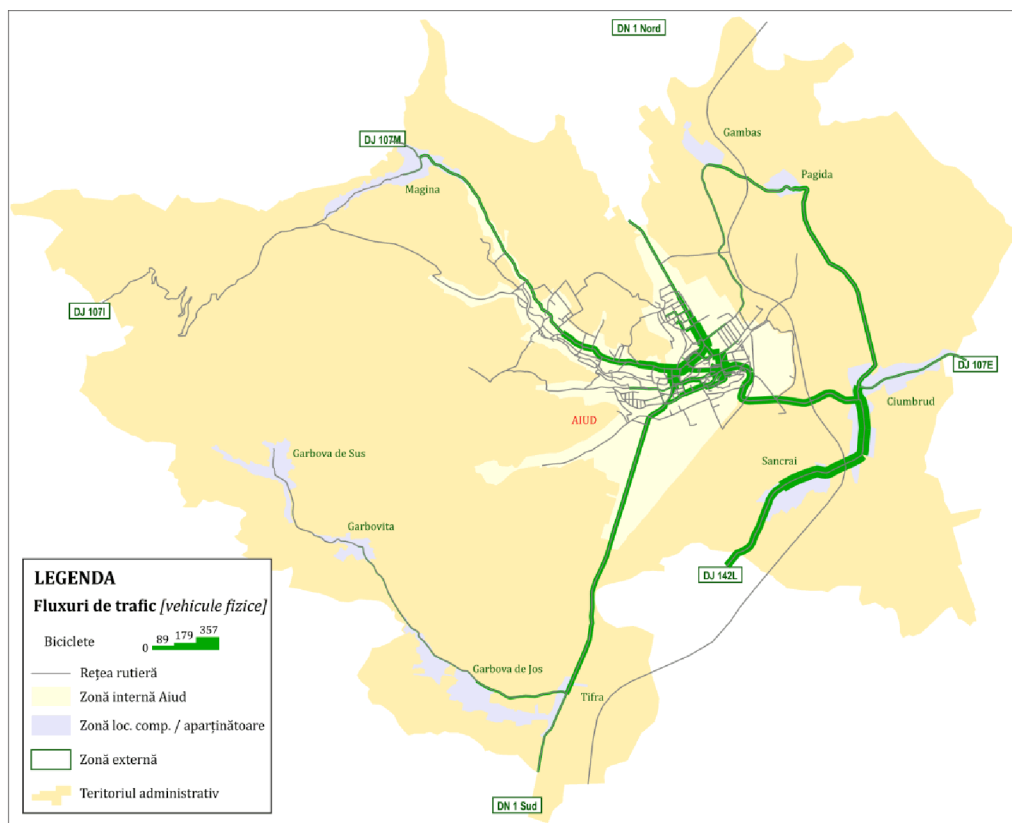 DN 1 Nord
Gambas
DJ 107M
Pagida
Magina
DJ 107I
DJ 107E
Ciumbrud
AIUD
Garbova de Sus
Sancrai
Garbovita
DJ 142L
LEGENDA
Fluxuri de trafic [vehicule fizice]
Biciclete 0 89 179 357
Rețea rutieră
Zonă internă Aiud
Zonă loc. comp. / aparținătoare
Zonă externă
Teritoriul administrativ
Garbova de Jos
Tifra
DN 1 Sud